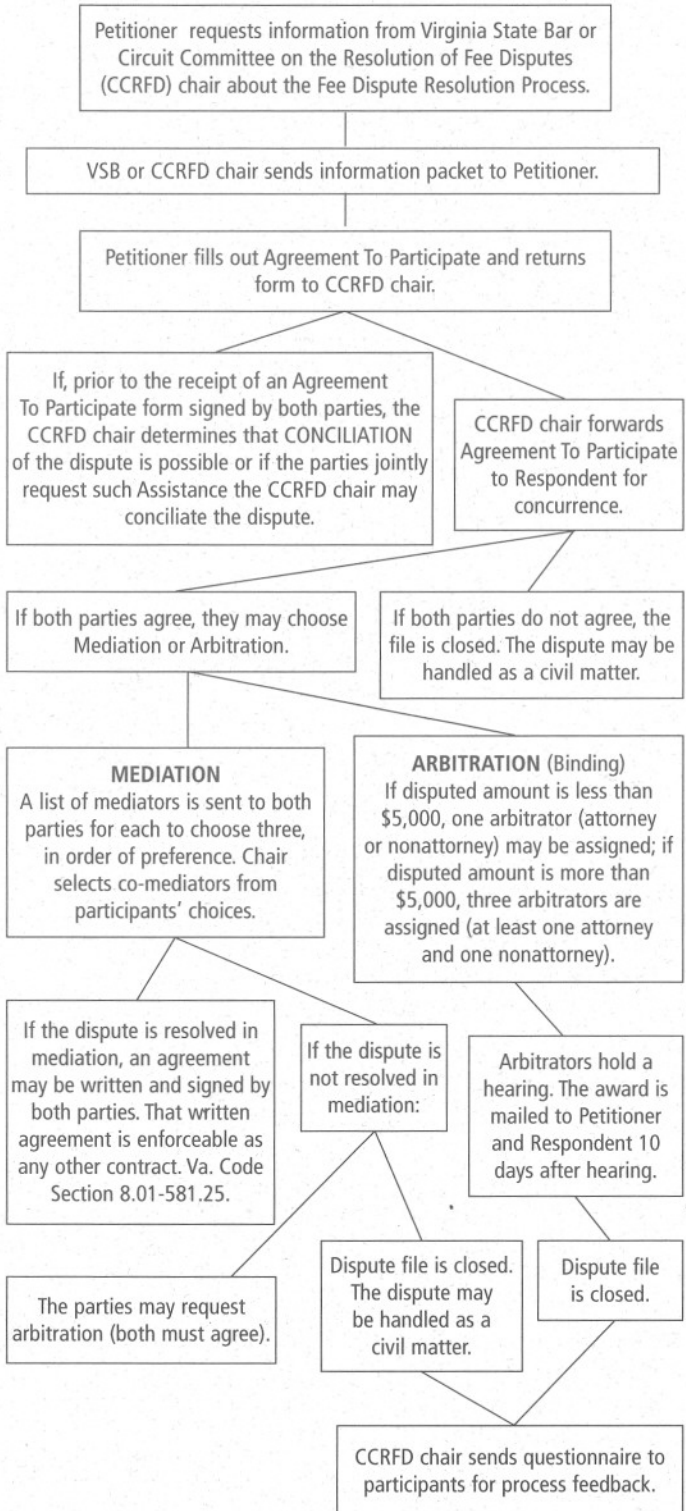 Petitioner requests information from Virginia State Bar or
Circuit Committee on the Resolution of Fee Disputes
(CCRFD) chair about the Fee Dispute Resolution Process.
VSB or CCRFD chair sends information packet to Petitioner.
Petitioner fills out Agreement To Participate and returns
form to CCRFD chair.
If, prior to the receipt of an Agreement
To Participate form signed by both parties, the
CCRFD chair determines that CONCILIATION
of the dispute is possible or if the parties jointly
request such Assistance the CCRFD chair may
conciliate the dispute.
CCRFD chair forwards
Agreement To Participate
to Respondent for
concurrence.
If both parties agree, they may choose
Mediation or Arbitration.
If both parties do not agree, the
file is closed. The dispute may be
handled as a civil matter.
MEDIATION
A list of mediators is sent to both
parties for each to choose three,
in order of preference. Chair
selects co-mediators from
participants' choices.
ARBITRATION (Binding)
If disputed amount is less than
$5,000, one arbitrator (attorney
or nonattorney) may be assigned; if
disputed amount is more than
$5,000, three arbitrators are
assigned (at least one attorney
and one nonattorney).
If the dispute is resolved in
mediation, an agreement
may be written and signed by
both parties. That written
agreement is enforceable as
any other contract. Va. Code
Section 8.01-581.25.
If the dispute is
not resolved in
mediation:
Arbitrators hold a
hearing. The award is
mailed to Petitioner
and Respondent 10
days after hearing.
The parties may request
arbitration (both must agree).
Dispute file is closed.
The dispute may
be handled as a
civil matter.
Dispute file
is closed.
CCRFD chair sends questionnaire to
participants for process feedback.